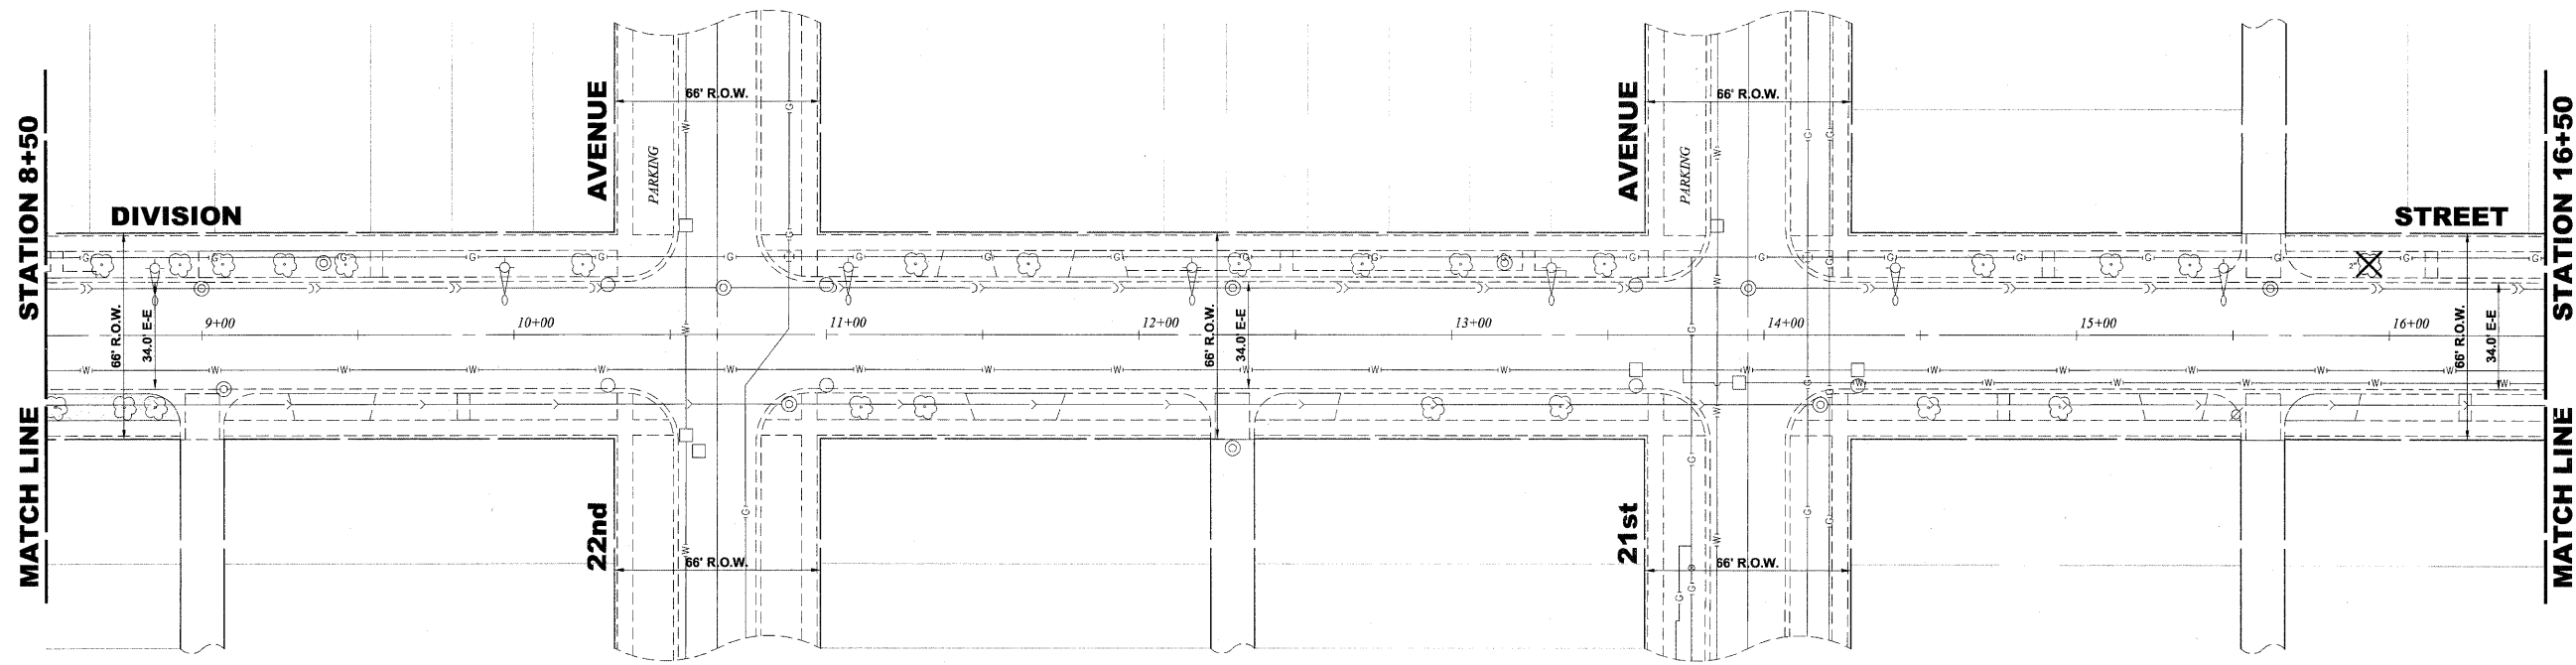 MATCH LINE STATION 8+50
DIVISION
AVENUE
22nd
66' R.O.W.
PARKING
AVENUE
21st
66' R.O.W.
PARKING
STREET
MATCH LINE STATION 16+50
66' R.O.W.
34.0' E-E
9+00
10+00
11+00
12+00
66' R.O.W.
34.0' E-E
13+00
14+00
15+00
16+00
66' R.O.W.
34.0' E-E
2"
66' R.O.W.
66' R.O.W.